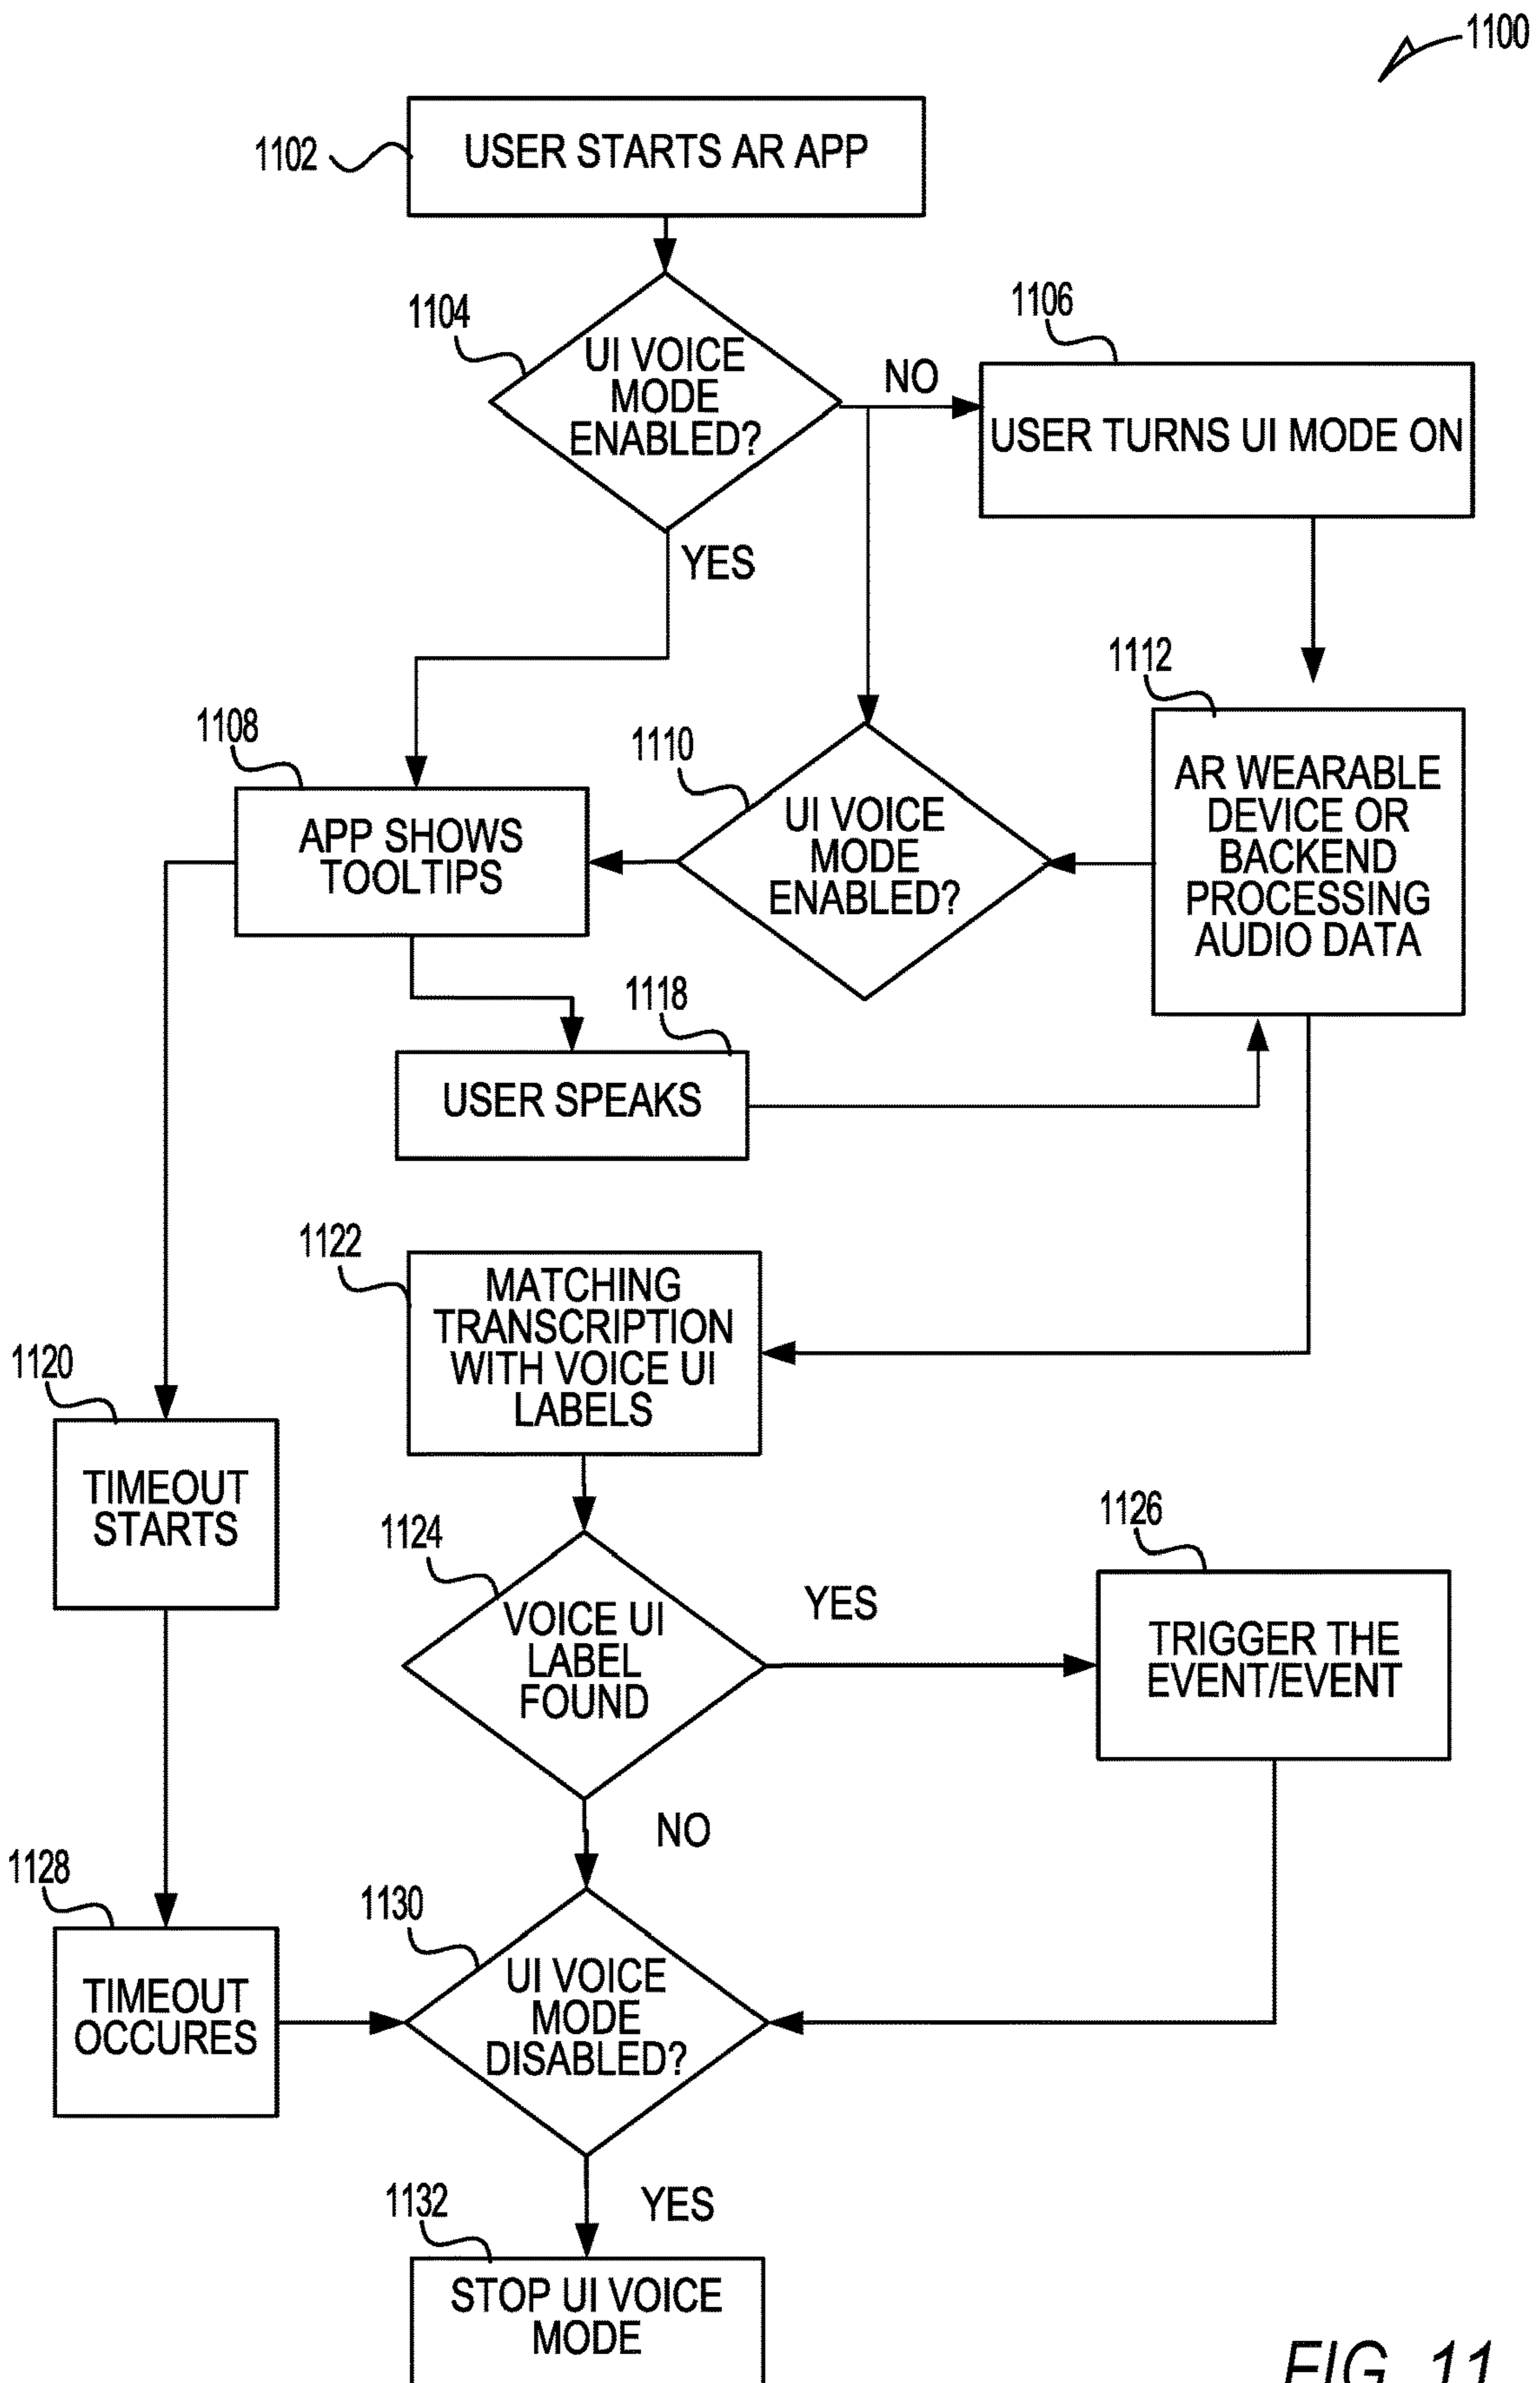 1100
1102
USER STARTS AR APP
1104
UI VOICE
MODE
ENABLED?
NO
1106
USER TURNS UI MODE ON
YES
1108
APP SHOWS
TOOLTIPS
1110
UI VOICE
MODE
ENABLED?
1112
AR WEARABLE
DEVICE OR
BACKEND
PROCESSING
AUDIO DATA
1118
USER SPEAKS
1122
MATCHING
TRANSCRIPTION
WITH VOICE UI
LABELS
1120
TIMEOUT
STARTS
1124
VOICE UI
LABEL
FOUND
YES
1126
TRIGGER THE
EVENT/EVENT
NO
1128
TIMEOUT
OCCURES
1130
UI VOICE
MODE
DISABLED?
YES
1132
STOP UI VOICE
MODE
FIG. 11